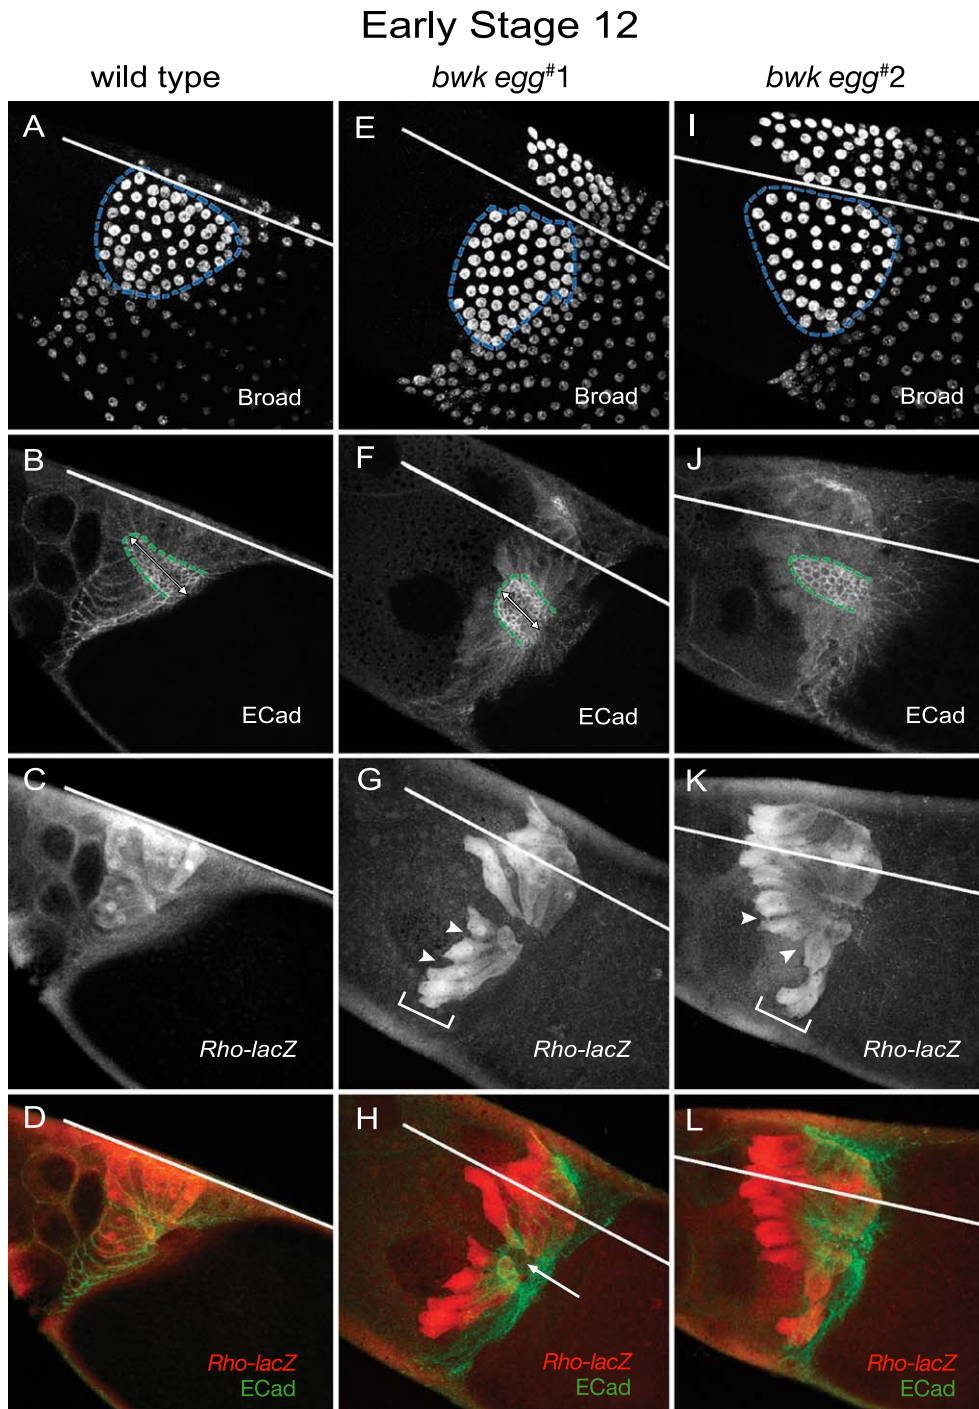 Early Stage 12
wild type
bwk egg#1
bwk egg#2
A
Broad
E
Broad
I
Broad
B
ECad
F
ECad
J
ECad
C
Rho-lacZ
G
Rho-lacZ
K
Rho-lacZ
D
Rho-lacZ
ECad
H
Rho-lacZ
ECad
L
Rho-lacZ
ECad